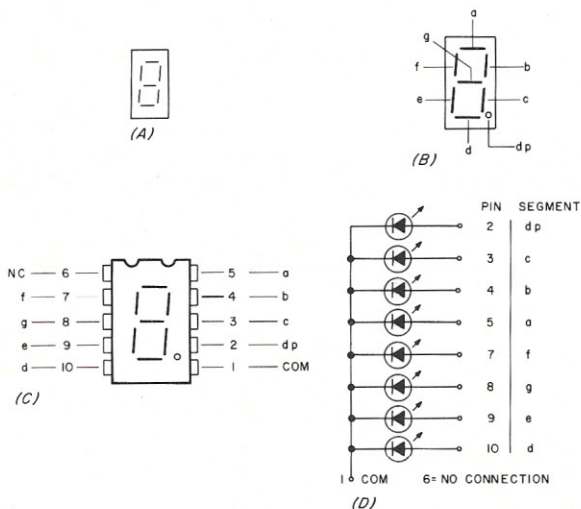 (A)
a
g
f
b
e
c
d
dp
(B)
NC 6 5 a
f 7 4 b
g 8 3 c
e 9 2 dp
d 10 1 COM
(C)
PIN SEGMENT
2 dp
3 c
4 b
5 a
7 f
8 g
9 e
10 d
1 COM 6= NO CONNECTION
(D)